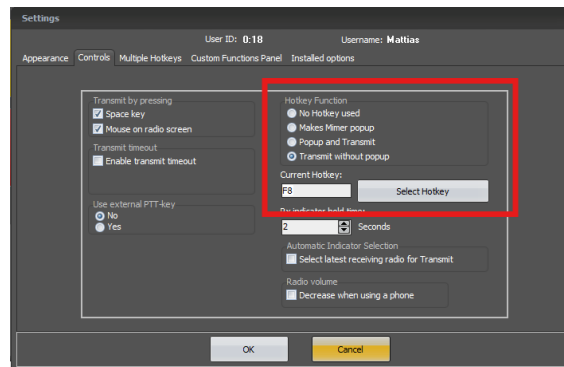 Settings
User ID: 0:18 Username: Mattias
Appearance Controls Multiple Hotkeys Custom Functions Panel Installed options
Transmit by pressing
Space key
Mouse on radio screen
Transmit timeout
Enable transmit timeout
Use external PTT-key
No
Yes
Hotkey Function
No Hotkey used
Makes Mimer popup
Popup and Transmit
Transmit without popup
Current Hotkey:
F8 Select Hotkey
Rx indicator hold time:
2 Seconds
Automatic Indicator Selection
Select latest receiving radio for Transmit
Radio volume
Decrease when using a phone
OK Cancel